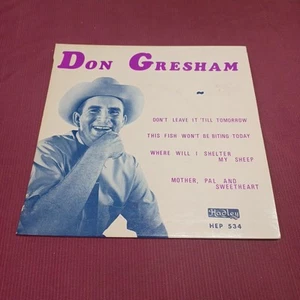 DON GRESHAM
~
DON'T LEAVE IT 'TILL TOMORROW
THIS FISH WON'T BE BITING TODAY
WHERE WILL I SHELTER
MY SHEEP
MOTHER, PAL AND
SWEETHEART
Hadley
HEP 534